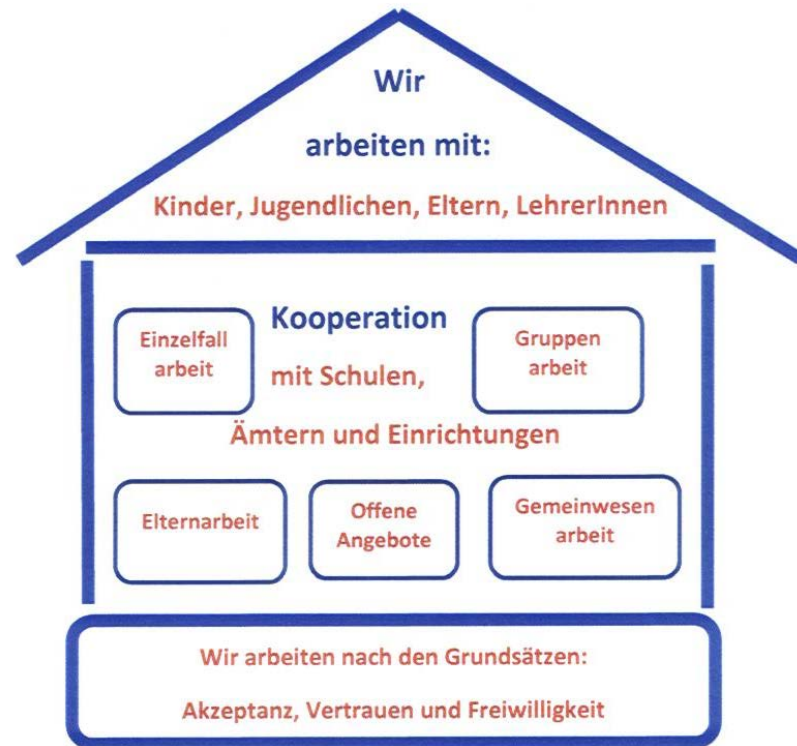 Wir
arbeiten mit:
Kinder, Jugendlichen, Eltern, LehrerInnen
Einzelfall
arbeit
Kooperation
mit Schulen,
Ämtern und Einrichtungen
Gruppen
arbeit
Elternarbeit
Offene
Angebote
Gemeinwesen
arbeit
Wir arbeiten nach den Grundsätzen:
Akzeptanz, Vertrauen und Freiwilligkeit